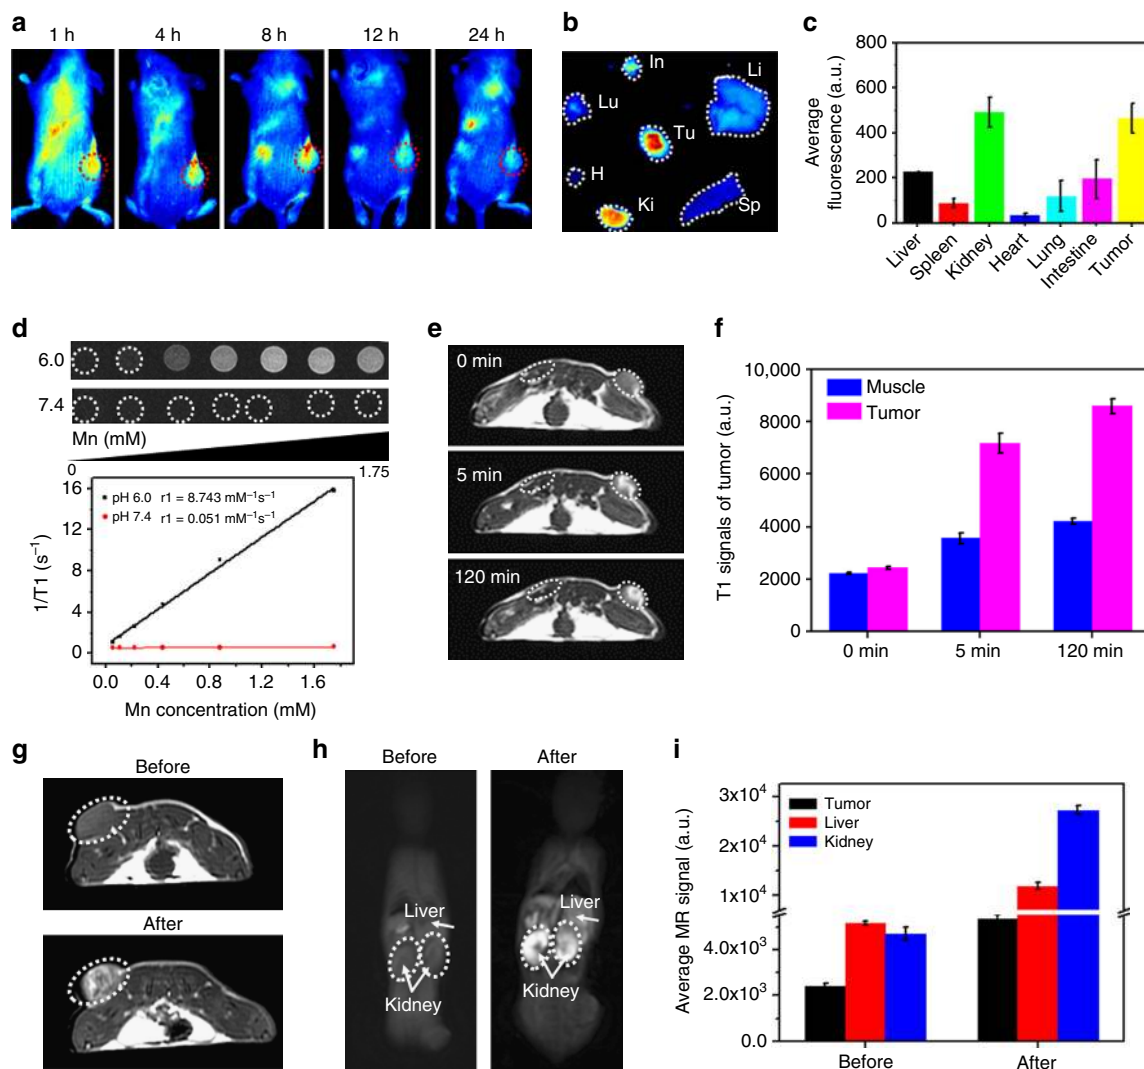 a
1 h 4 h 8 h 12 h 24 h
b
In
Li
Lu
Tu
H
Ki
Sp
c
Average
fluorescence (a.u.)
800
600
400
200
0
Liver
Spleen
Kidney
Heart
Lung
Intestine
Tumor
d
6.0
7.4
Mn (mM)
0
1.75
16
12
8
4
0
pH 6.0 r1 = 8.743 mM⁻¹s⁻¹
pH 7.4 r1 = 0.051 mM⁻¹s⁻¹
1/T1 (s⁻¹)
0.0 0.4 0.8 1.2 1.6
Mn concentration (mM)
e
0 min
5 min
120 min
f
T1 signals of tumor (a.u.)
10,000
8000
6000
4000
2000
0
Muscle
Tumor
0 min 5 min 120 min
g
Before
After
h
Before After
Liver
Kidney
Liver
Kidney
i
Average MR signal (a.u.)
3x10⁴
2x10⁴
1x10⁴
4.0x10³
2.0x10³
0.0
Tumor
Liver
Kidney
Before After